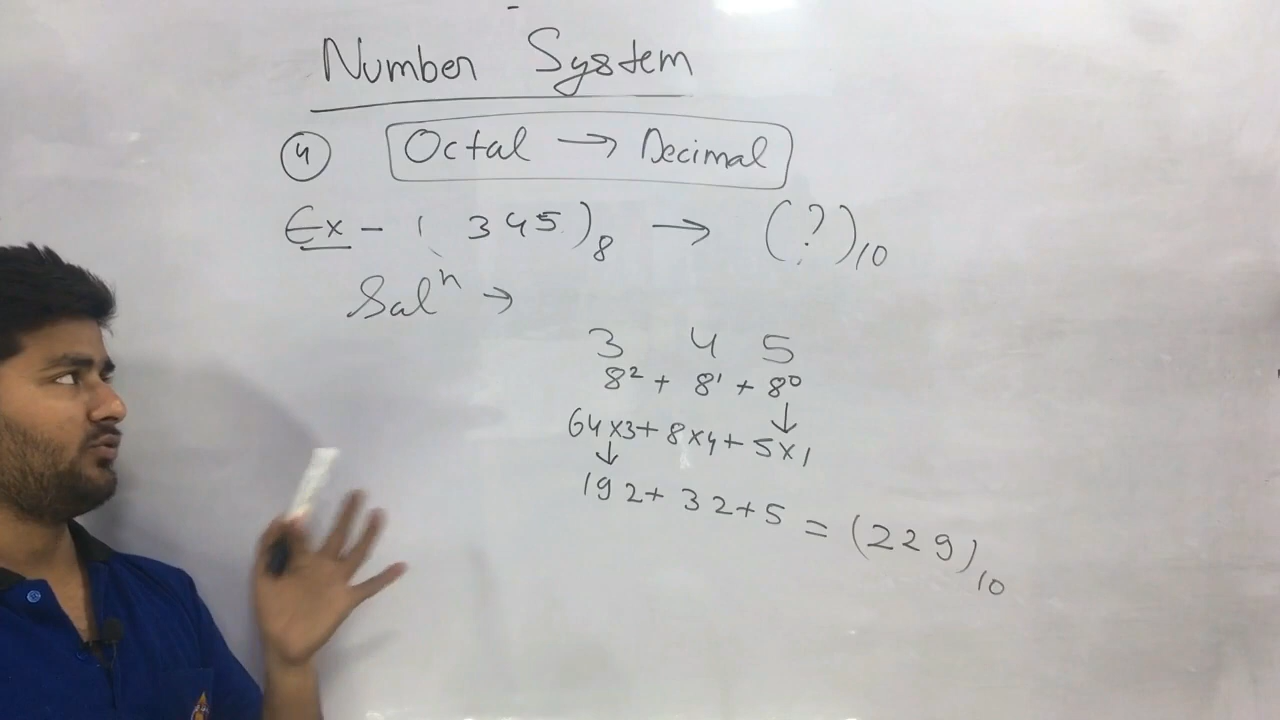 Number System
4 Octal → Decimal
Ex - ( 345)8 → (?)10
Solⁿ →
3 4 5
8² + 8¹ + 8⁰
64x3+ 8x4+ 5x1
192+ 32+5 = (229)10